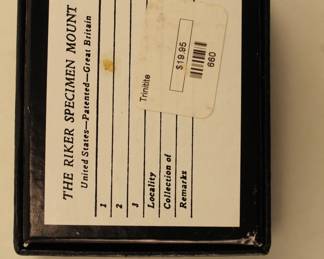 THE RIKER SPECIMEN MOUNT
United States—Patented—Great Britain
1
2
3
Locality
Collection of
Remarks
Trinitite
$19.95
660